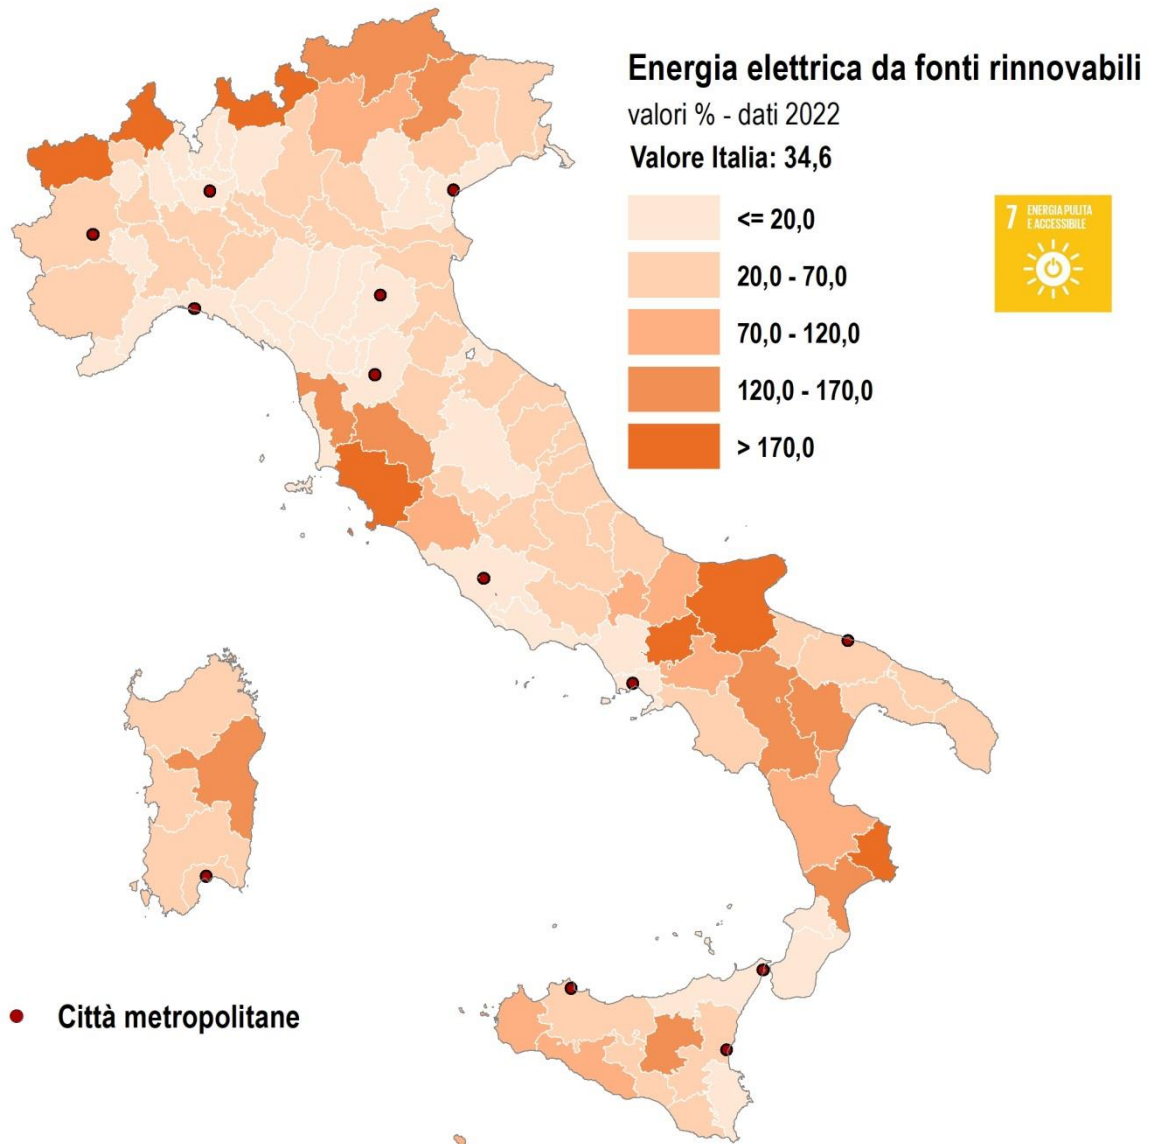 Energia elettrica da fonti rinnovabili
valori % - dati 2022
Valore Italia: 34,6
<= 20,0
20,0 - 70,0
70,0 - 120,0
120,0 - 170,0
> 170,0
7 ENERGIA PULITA
E ACCESSIBILE
Città metropolitane